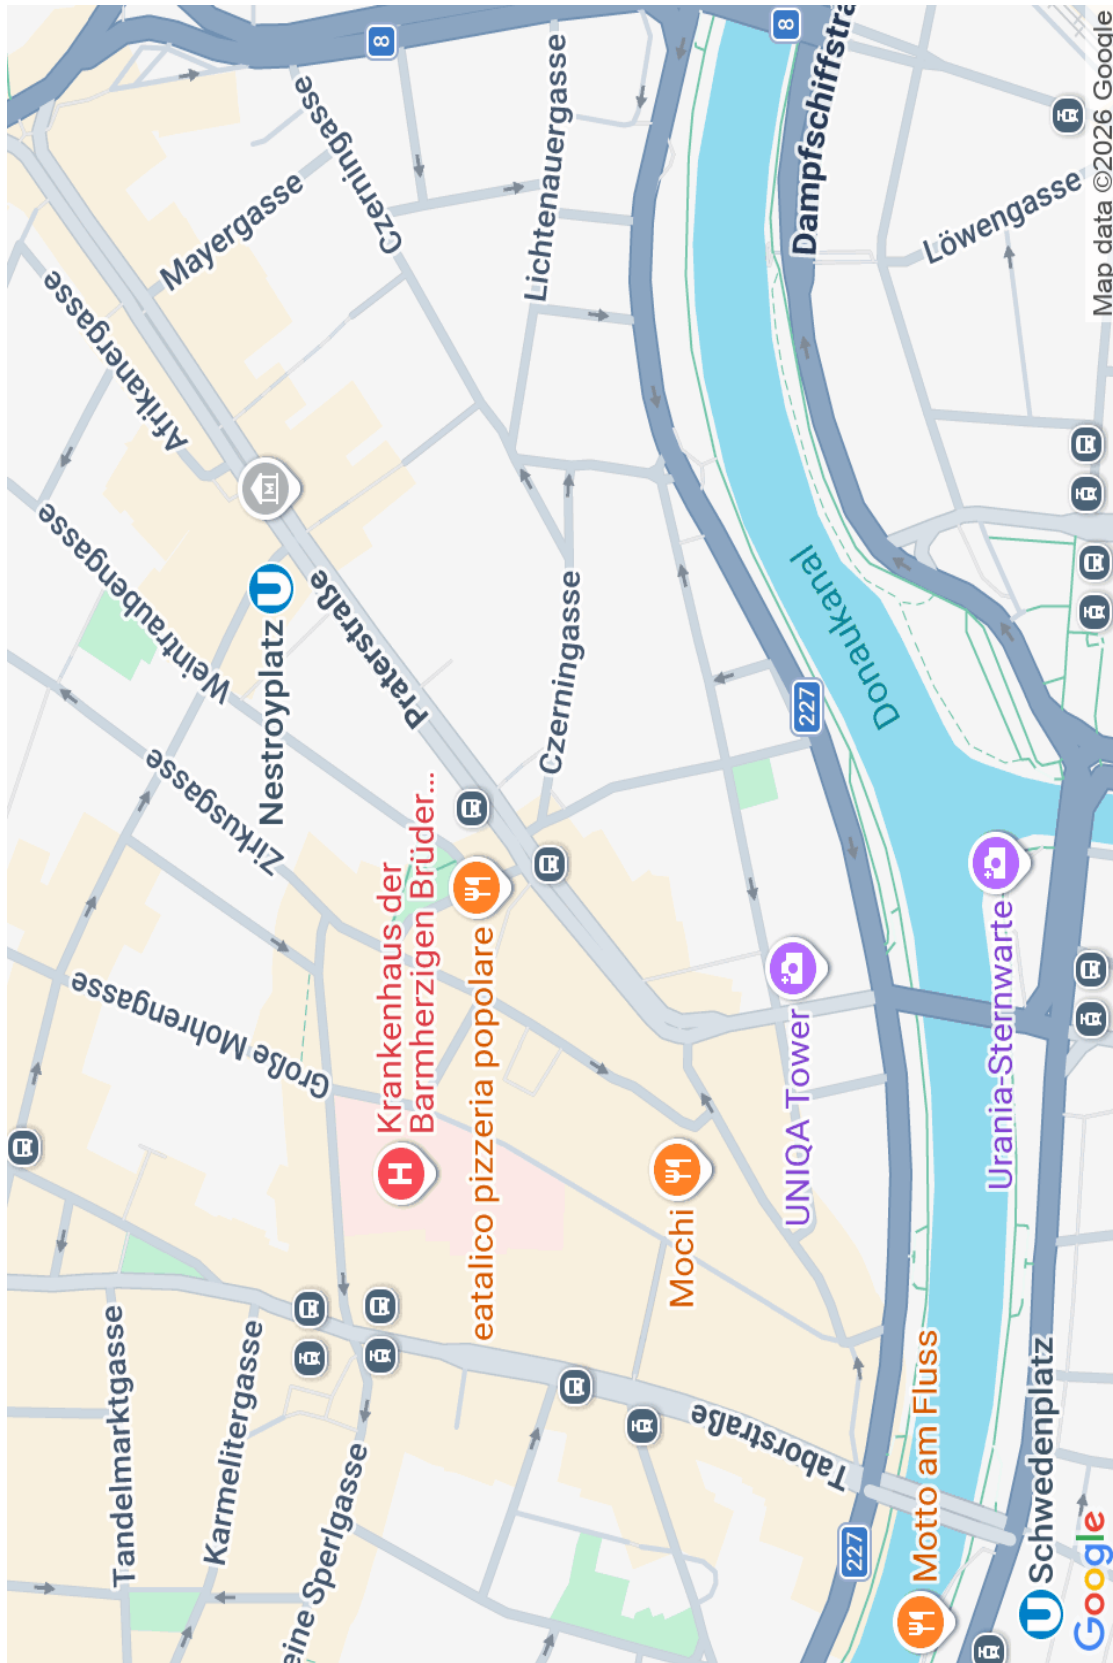 8
8
Dampfschiffstra
Czerningasse
Lichtenauergasse
Mayergasse
Afrikanergasse
Löwengasse
Weintraubengasse
Nestroyplatz
Praterstraße
Donaukanal
Zirkusgasse
Czerningasse
227
Krankenhaus der
Barmherzigen Brüder...
eatalico pizzeria popolare
Große Mohrengasse
UNIQA Tower
Urania-Sternwarte
Mochi
Tandelmarktgasse
Karmelitergasse
eine Sperlgasse
Taborstraße
227
Motto am Fluss
Schwedenplatz
Google
Map data ©2026 Google